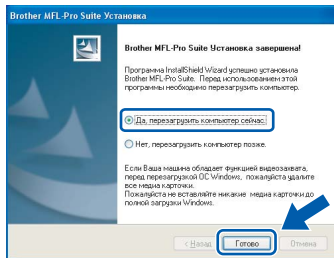 Brother MFL-Pro Suite Установка
Brother MFL-Pro Suite Установка завершена!
Программа InstallShield Wizard успешно установила
Brother MFL-Pro Suite. Перед использованием этой
программы необходимо перезагрузить компьютер.
Да, перезагрузить компьютер сейчас.
Нет, перезагрузить компьютер позже.
Если Ваша машина обладает функцией видеозахвата,
перед перезагрузкой ОС Windows, пожалуйста удалите
все медиа карточки.
Пожалуйста не вставляйте никакие медиа карточки до
полной загрузки Windows.
< Назад Готово Отмена